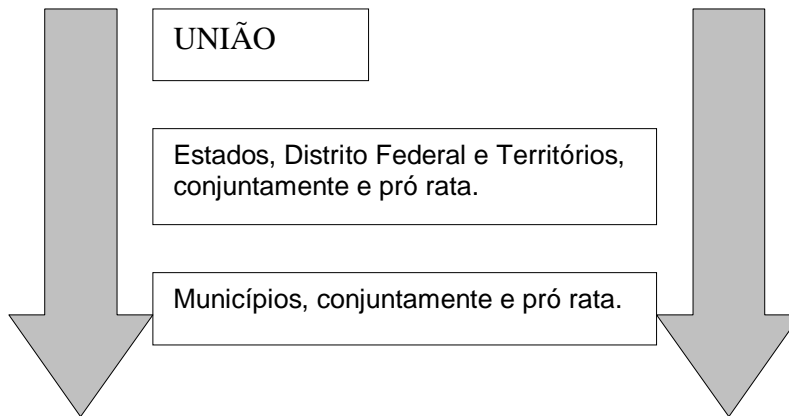 UNIÃO
Estados, Distrito Federal e Territórios,
conjuntamente e pró rata.
Municípios, conjuntamente e pró rata.